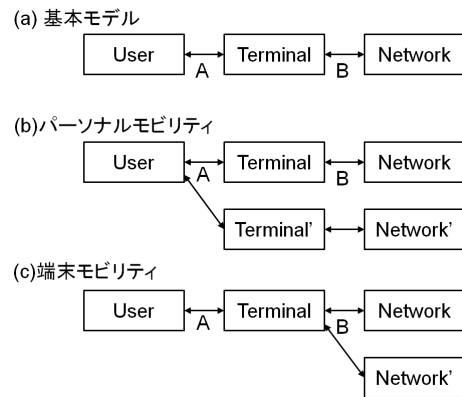 (a) 基本モデル
User Terminal Network
A B
(b)パーソナルモビリティ
User Terminal Network
A B
Terminal' Network'
(c)端末モビリティ
User Terminal Network
A B
Network'